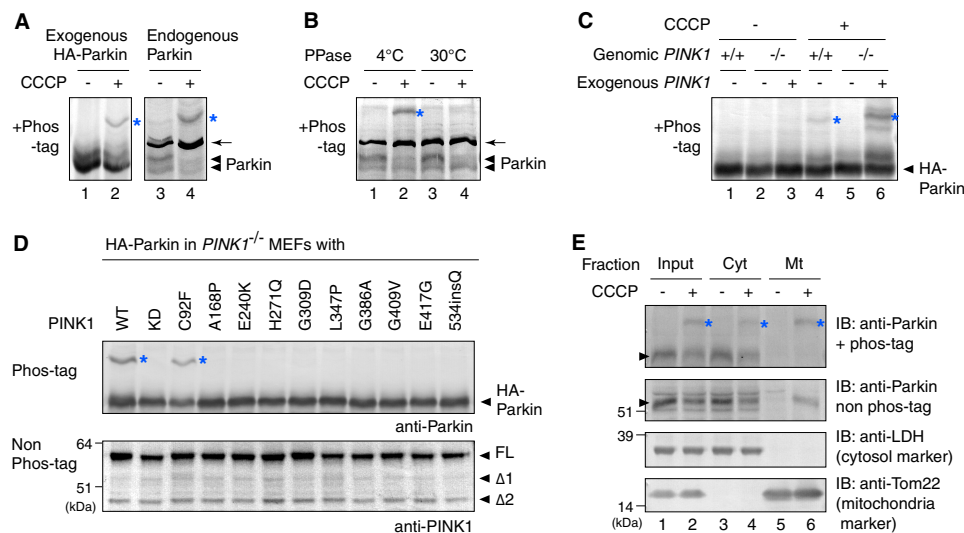 A
Exogenous HA-Parkin
Endogenous Parkin
CCCP - + - +
+Phos -tag
* *
Parkin
1 2 3 4
B
PPase 4°C 30°C
CCCP - + - +
+Phos -tag
*
Parkin
1 2 3 4
C
CCCP - +
Genomic PINK1 +/+ -/- +/+ -/-
Exogenous PINK1 - - + - - +
+Phos -tag
* *
HA-Parkin
1 2 3 4 5 6
D
HA-Parkin in PINK1-/- MEFs with
PINK1 WT KD C92F A168P E240K H271Q G309D L347P G386A G409V E417G 534insQ
Phos-tag
* *
HA-Parkin
anti-Parkin
Non Phos-tag
64
51
(kDa)
FL
Δ1
Δ2
anti-PINK1
E
Fraction Input Cyt Mt
CCCP - + - + - +
* * *
IB: anti-Parkin
+ phos-tag
IB: anti-Parkin
non phos-tag
51
39
IB: anti-LDH
(cytosol marker)
IB: anti-Tom22
(mitochondria
marker)
14
(kDa)
1 2 3 4 5 6